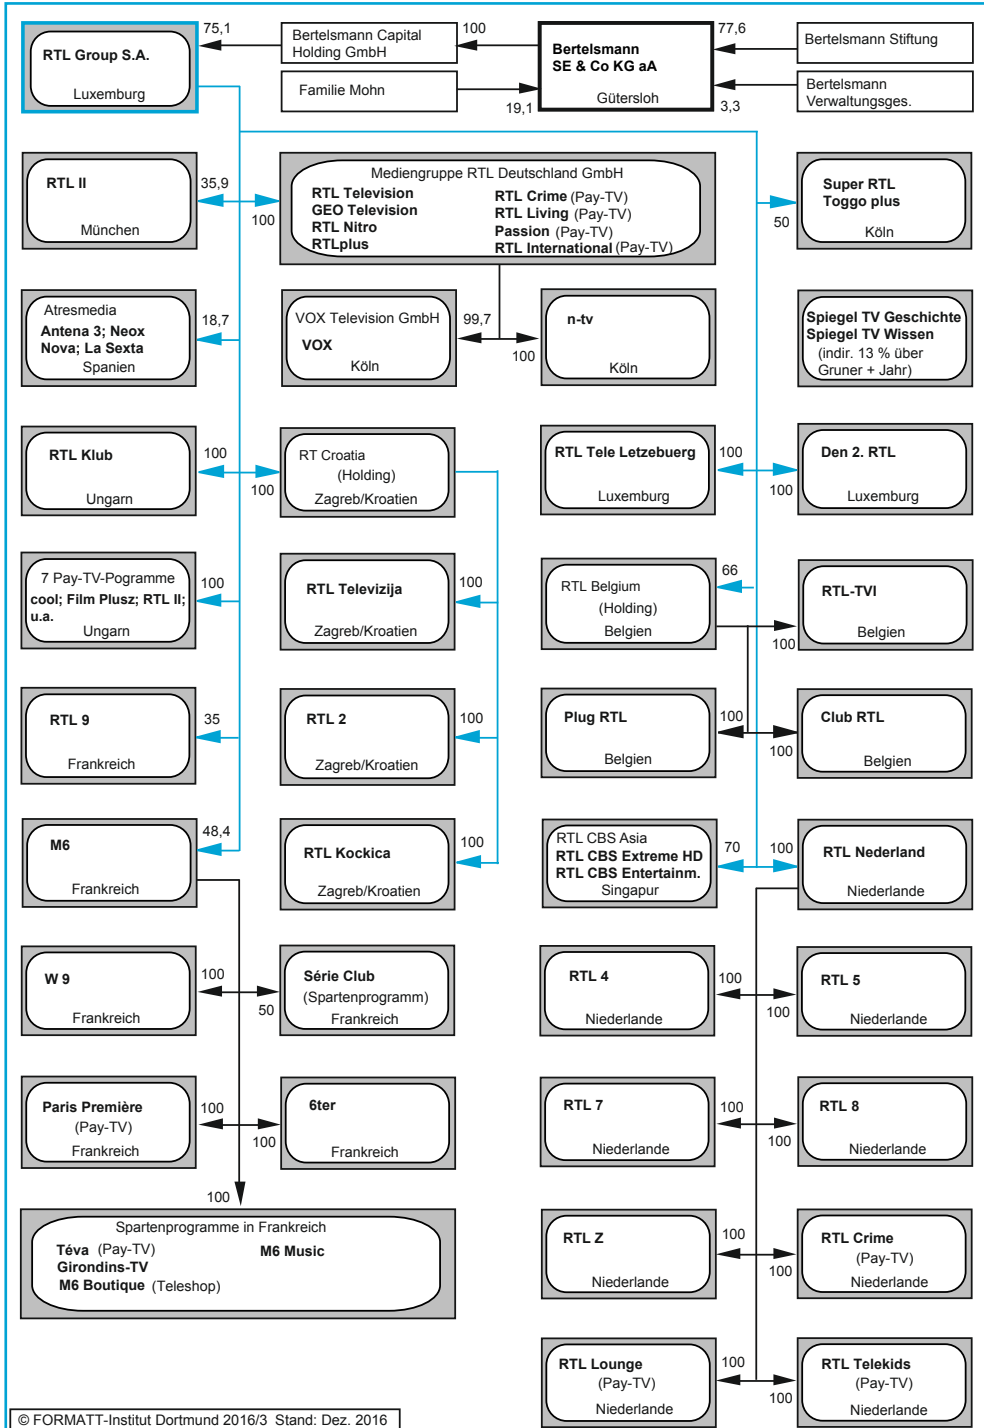 75,1
100
77,6
RTL Group S.A.
Luxemburg
Bertelsmann Capital
Holding GmbH
Bertelsmann
SE & Co KG aA
Gütersloh
Bertelsmann Stiftung
Familie Mohn
19,1
3,3
Bertelsmann
Verwaltungsges.
RTL II
München
35,9
100
Mediengruppe RTL Deutschland GmbH
RTL Television
GEO Television
RTL Nitro
RTLplus
RTL Crime (Pay-TV)
RTL Living (Pay-TV)
Passion (Pay-TV)
RTL International (Pay-TV)
50
Super RTL
Toggo plus
Köln
Atresmedia
Antena 3; Neox
Nova; La Sexta
Spanien
18,7
VOX Television GmbH
VOX
Köln
99,7
100
n-tv
Köln
Spiegel TV Geschichte
Spiegel TV Wissen
(indir. 13 % über
Gruner + Jahr)
RTL Klub
Ungarn
100
100
RT Croatia
(Holding)
Zagreb/Kroatien
RTL Tele Letzebuerg
Luxemburg
100
100
Den 2. RTL
Luxemburg
7 Pay-TV-Pogramme
cool; Film Plusz; RTL II;
u.a.
Ungarn
100
RTL Televizija
Zagreb/Kroatien
100
RTL Belgium
(Holding)
Belgien
66
100
RTL-TVI
Belgien
RTL 9
Frankreich
35
RTL 2
Zagreb/Kroatien
100
Plug RTL
Belgien
100
100
Club RTL
Belgien
M6
Frankreich
48,4
RTL Kockica
Zagreb/Kroatien
100
RTL CBS Asia
RTL CBS Extreme HD
RTL CBS Entertainm.
Singapur
70
100
RTL Nederland
Niederlande
W 9
Frankreich
100
50
Série Club
(Spartenprogramm)
Frankreich
RTL 4
Niederlande
100
100
RTL 5
Niederlande
Paris Première
(Pay-TV)
Frankreich
100
100
6ter
Frankreich
RTL 7
Niederlande
100
100
RTL 8
Niederlande
100
Spartenprogramme in Frankreich
Téva (Pay-TV)
Girondins-TV
M6 Boutique (Teleshop)
M6 Music
RTL Z
Niederlande
100
100
RTL Crime
(Pay-TV)
Niederlande
RTL Lounge
(Pay-TV)
Niederlande
100
100
RTL Telekids
(Pay-TV)
Niederlande
© FORMATT-Institut Dortmund 2016/3 Stand: Dez. 2016